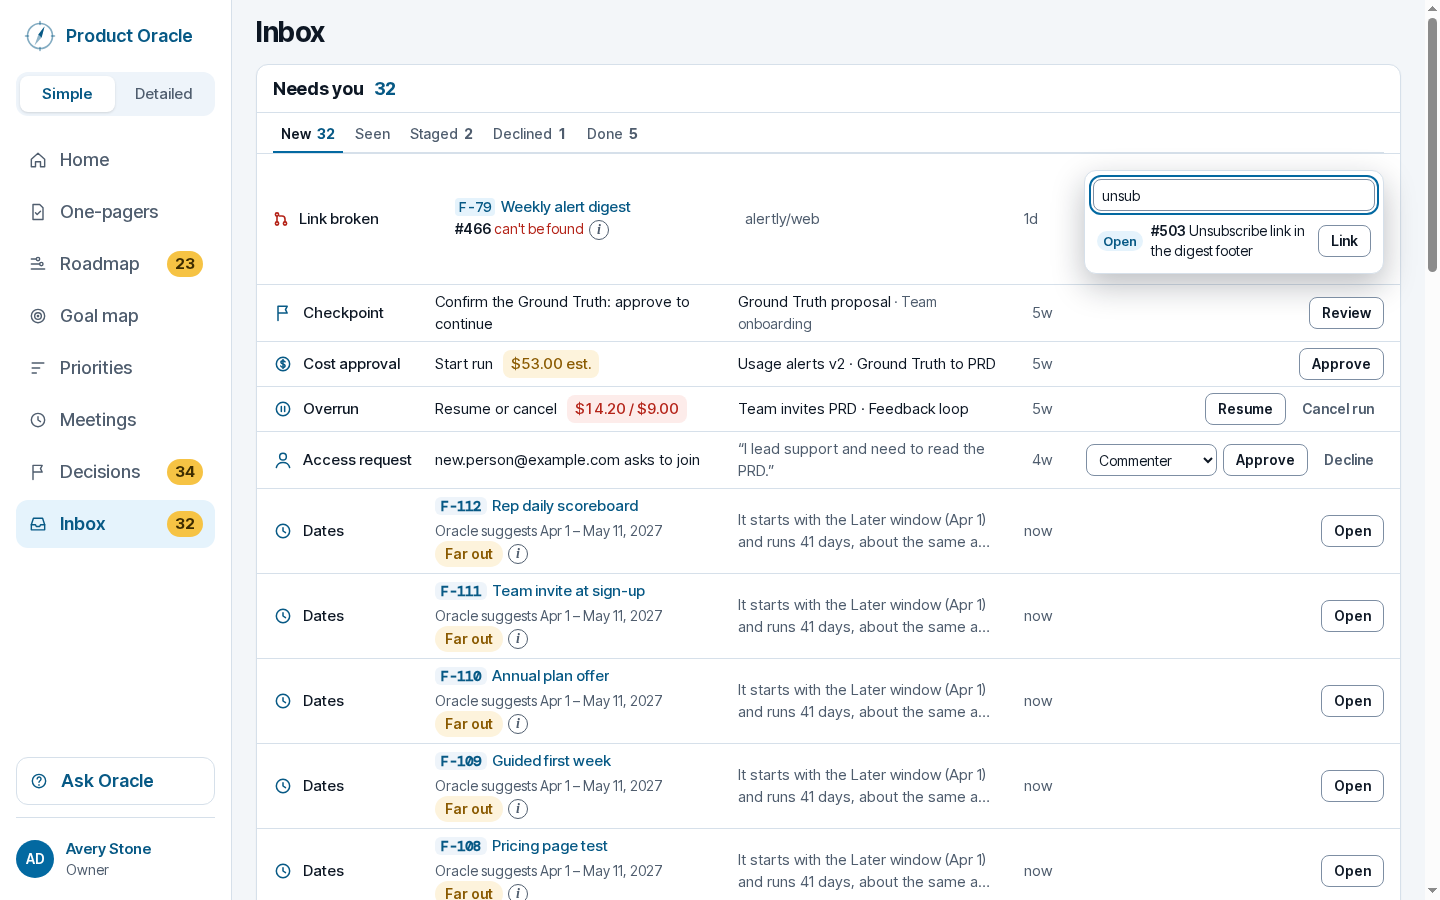 Product Oracle
Simple Detailed
Home
One-pagers
Roadmap 23
Goal map
Priorities
Meetings
Decisions 34
Inbox 32
Ask Oracle
AD
Avery Stone
Owner
Inbox
Needs you 32
New 32 Seen Staged 2 Declined 1 Done 5
Link broken
F-79 Weekly alert digest
#466 can't be found i
alertly/web
1d
unsub
Open
#503 Unsubscribe link in
the digest footer
Link
Checkpoint
Confirm the Ground Truth: approve to
continue
Ground Truth proposal · Team
onboarding
5w
Review
Cost approval
Start run $53.00 est.
Usage alerts v2 · Ground Truth to PRD
5w
Approve
Overrun
Resume or cancel $14.20 / $9.00
Team invites PRD · Feedback loop
5w
Resume Cancel run
Access request
new.person@example.com asks to join
“I lead support and need to read the
PRD.”
4w
Commenter Approve Decline
Dates
F-112 Rep daily scoreboard
Oracle suggests Apr 1 – May 11, 2027
Far out i
It starts with the Later window (Apr 1)
and runs 41 days, about the same a…
now
Open
Dates
F-111 Team invite at sign-up
Oracle suggests Apr 1 – May 11, 2027
Far out i
It starts with the Later window (Apr 1)
and runs 41 days, about the same a…
now
Open
Dates
F-110 Annual plan offer
Oracle suggests Apr 1 – May 11, 2027
Far out i
It starts with the Later window (Apr 1)
and runs 41 days, about the same a…
now
Open
Dates
F-109 Guided first week
Oracle suggests Apr 1 – May 11, 2027
Far out i
It starts with the Later window (Apr 1)
and runs 41 days, about the same a…
now
Open
Dates
F-108 Pricing page test
Oracle suggests Apr 1 – May 11, 2027
Far out i
It starts with the Later window (Apr 1)
and runs 41 days, about the same a…
now
Open